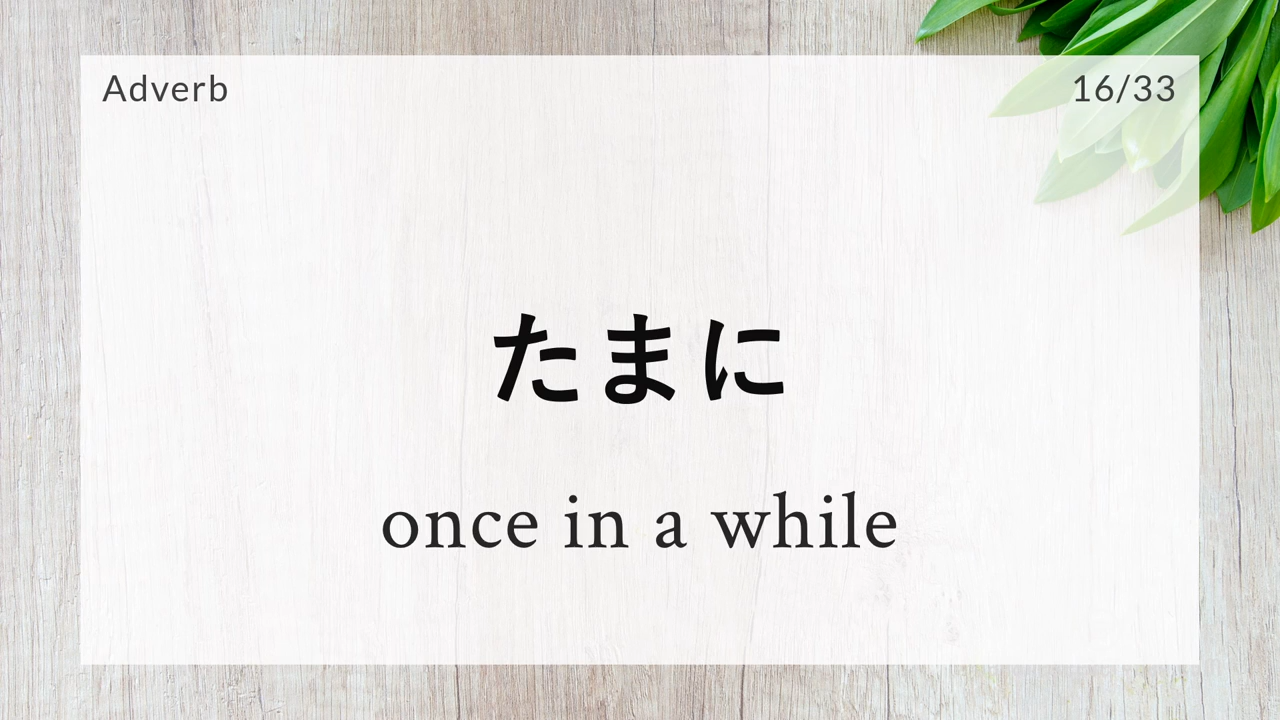 Adverb
16/33
たまに
once in a while